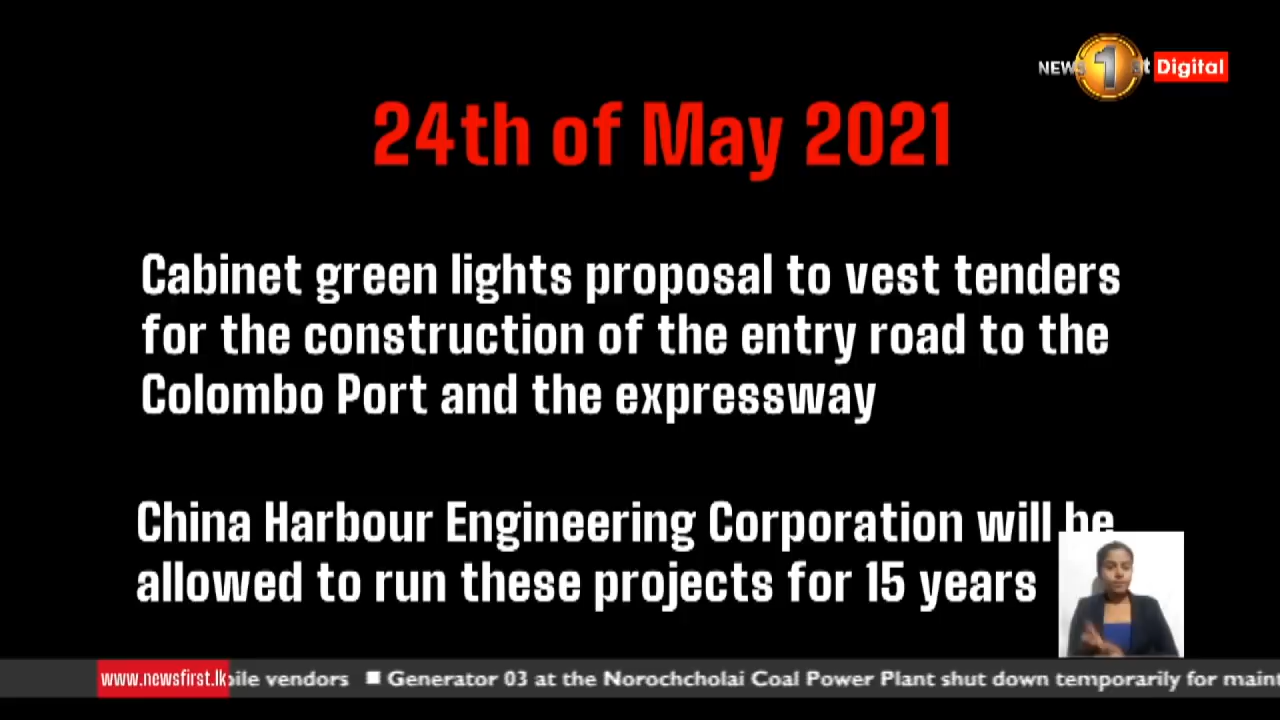 NEWS 1st Digital
24th of May 2021
Cabinet green lights proposal to vest tenders
for the construction of the entry road to the
Colombo Port and the expressway
China Harbour Engineering Corporation will be
allowed to run these projects for 15 years
www.newsfirst.lk vendors ■ Generator 03 at the Norochcholai Coal Power Plant shut down temporarily for